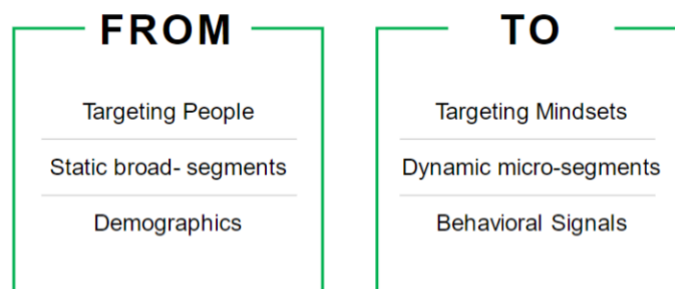 FROM
Targeting People
Static broad- segments
Demographics
TO
Targeting Mindsets
Dynamic micro-segments
Behavioral Signals